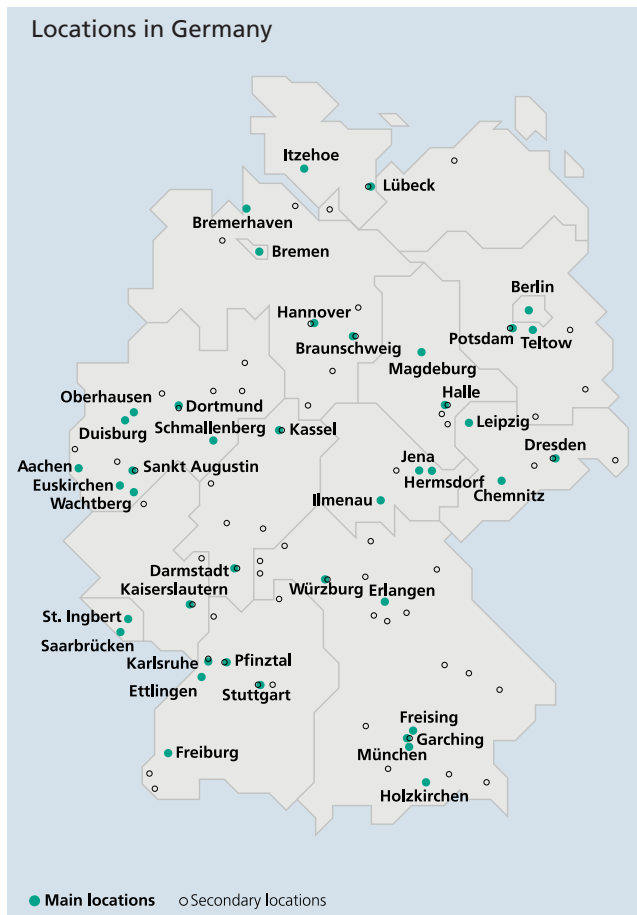 Locations in Germany
Itzehoe
Lübeck
Bremerhaven
Bremen
Berlin
Hannover
Potsdam
Teltow
Braunschweig
Magdeburg
Oberhausen
Halle
Dortmund
Duisburg
Leipzig
Schmallenberg
Kassel
Dresden
Jena
Aachen
Sankt Augustin
Hermsdorf
Euskirchen
Chemnitz
Wachtberg
Ilmenau
Darmstadt
Kaiserslautern
Würzburg
Erlangen
St. Ingbert
Saarbrücken
Karlsruhe
Pfinztal
Ettlingen
Stuttgart
Freising
Garching
Freiburg
München
Holzkirchen
Main locations
Secondary locations